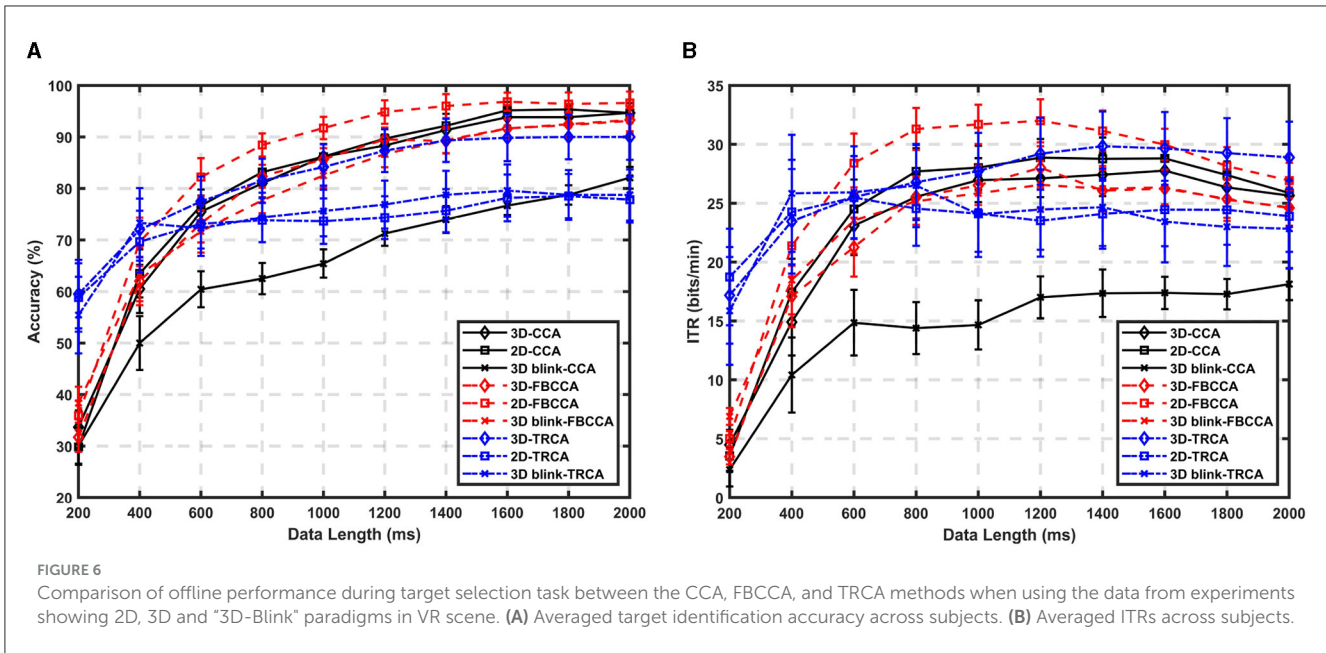 A
B
Accuracy (%)
100
90
80
70
60
50
40
30
20
200 400 600 800 1000 1200 1400 1600 1800 2000
Data Length (ms)
3D-CCA
2D-CCA
3D blink-CCA
3D-FBCCA
2D-FBCCA
3D blink-FBCCA
3D-TRCA
2D-TRCA
3D blink-TRCA
ITR (bits/min)
35
30
25
20
15
10
5
0
200 400 600 800 1000 1200 1400 1600 1800 2000
Data Length (ms)
3D-CCA
2D-CCA
3D blink-CCA
3D-FBCCA
2D-FBCCA
3D blink-FBCCA
3D-TRCA
2D-TRCA
3D blink-TRCA
FIGURE 6
Comparison of offline performance during target selection task between the CCA, FBCCA, and TRCA methods when using the data from experiments
showing 2D, 3D and “3D-Blink" paradigms in VR scene. (A) Averaged target identification accuracy across subjects. (B) Averaged ITRs across subjects.